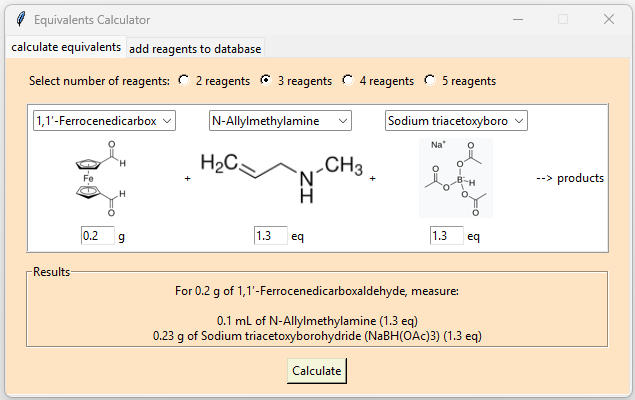 Equivalents Calculator
calculate equivalents add reagents to database
Select number of reagents: 2 reagents 3 reagents 4 reagents 5 reagents
1,1'-Ferrocenedicarbox N-Allylmethylamine Sodium triacetoxyboro
O H Fe H O
+
H2C N H CH3
+
Na+ O O O B- H O O O
--> products
0.2 g 1.3 eq 1.3 eq
Results
For 0.2 g of 1,1'-Ferrocenedicarboxaldehyde, measure:
0.1 mL of N-Allylmethylamine (1.3 eq)
0.23 g of Sodium triacetoxyborohydride (NaBH(OAc)3) (1.3 eq)
Calculate